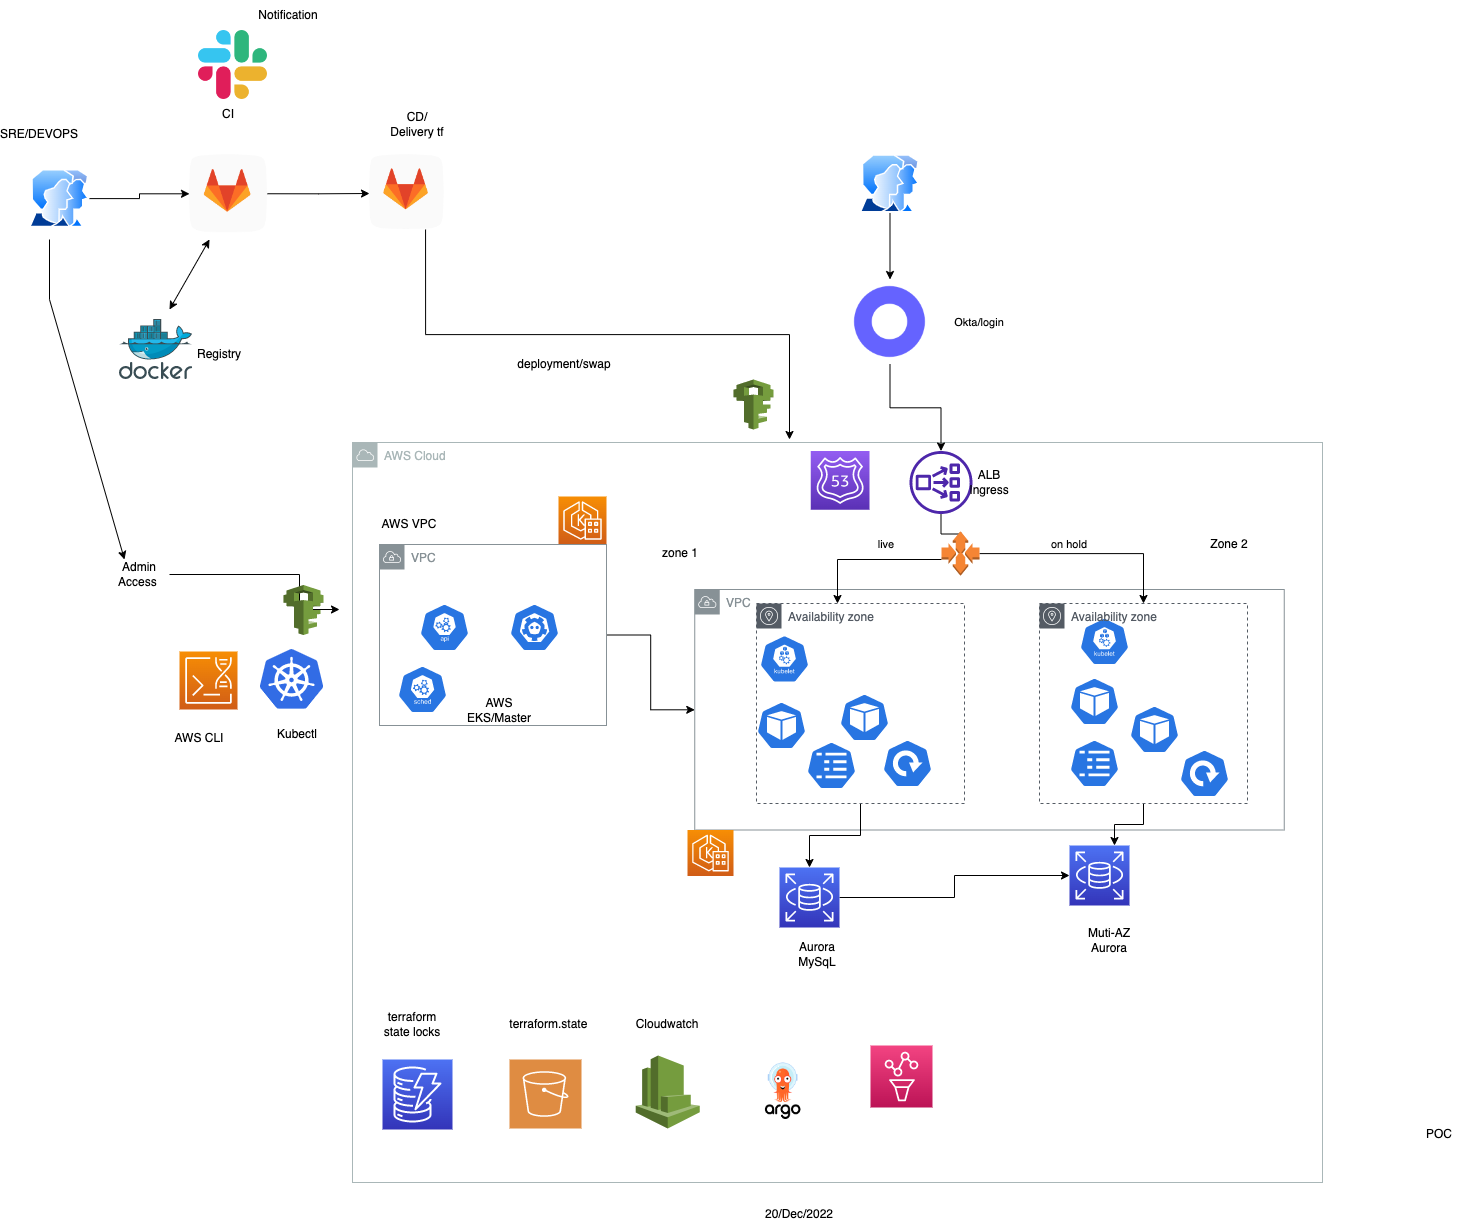 Notification
CI
CD/
Delivery tf
SRE/DEVOPS
docker
Registry
Okta/login
deployment/swap
AWS Cloud
53
ALB
Ingress
AWS VPC
VPC
zone 1
live
on hold
Zone 2
Admin
Access
VPC
Availability zone
Availability zone
api
kubelet
kubelet
sched
AWS
EKS/Master
AWS CLI
Kubectl
K
K
Aurora
MySqL
Muti-AZ
Aurora
terraform
state locks
terraform.state
Cloudwatch
argo
POC
20/Dec/2022